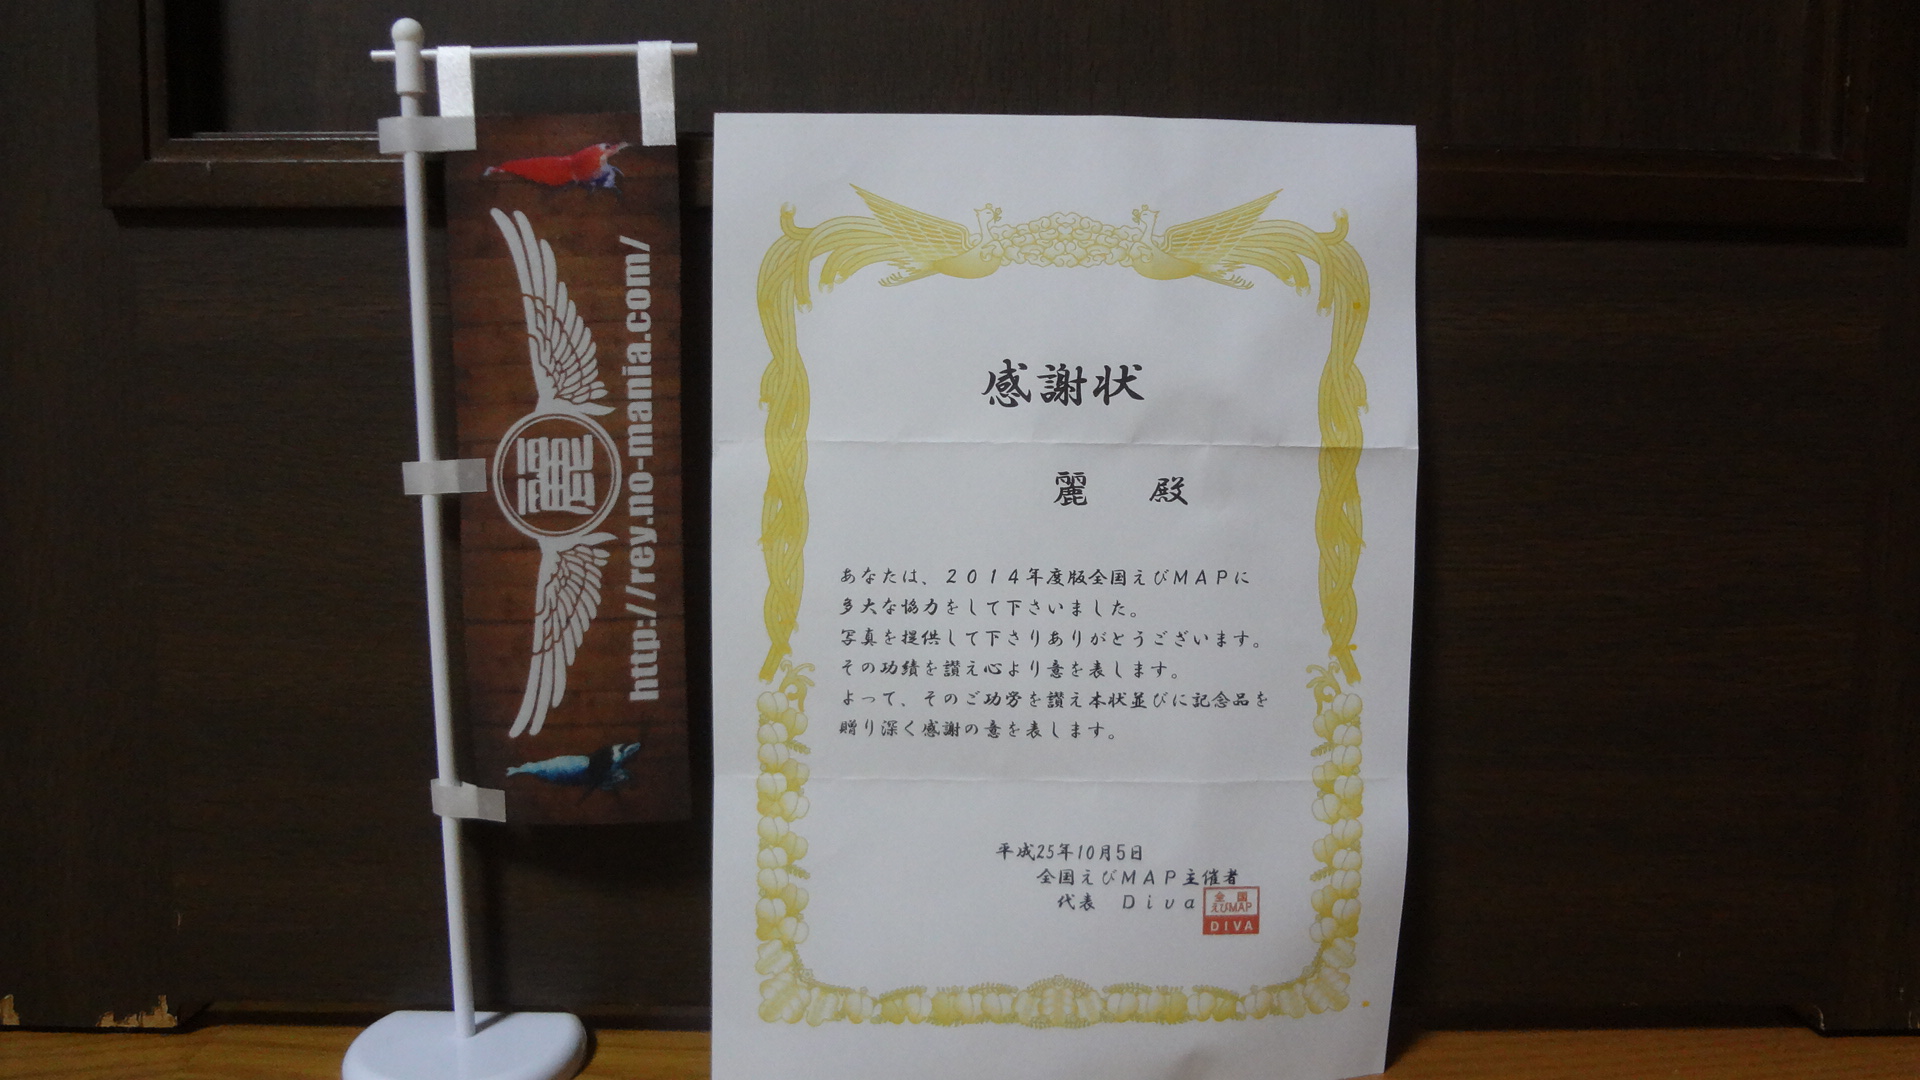 麗
http://rey.no-mania.com/
感謝状
麗 殿
あなたは、２０１４年度版全国えびＭＡＰに
多大な協力をして下さいました。
写真を提供して下さりありがとうございます。
その功績を讃え心より意を表します。
よって、そのご功労を讃え本状並びに記念品を
贈り深く感謝の意を表します。
平成25年10月5日
全国えびＭＡＰ主催者
代表 Ｄｉｖａ
全国
えびMAP
DIVA